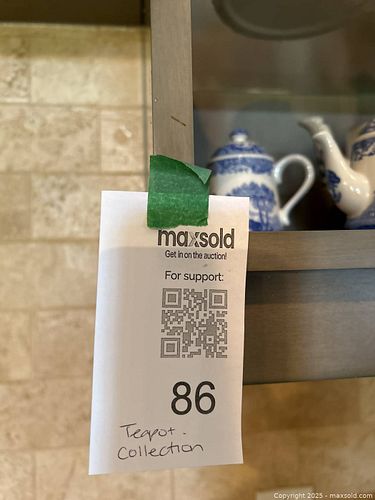 maxsold
Get in on the auction!
For support:
86
Teapot.
Collection
Copyright 2025 - maxsold.com